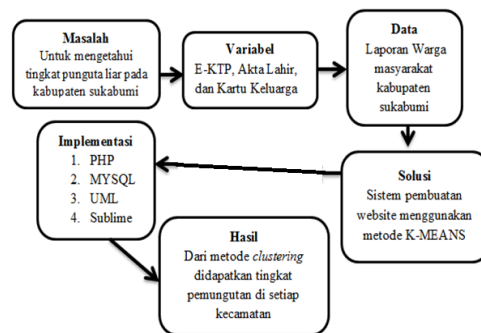 Masalah
Untuk mengetahui
tingkat punguta liar pada
kabupaten sukabumi
Variabel
E-KTP, Akta Lahir,
dan Kartu Keluarga
Data
Laporan Warga
masyarakat
kabupaten
sukabumi
Solusi
Sistem pembuatan
website menggunakan
metode K-MEANS
Implementasi
1. PHP
2. MYSQL
3. UML
4. Sublime
Hasil
Dari metode clustering
didapatkan tingkat
pemungutan di setiap
kecamatan